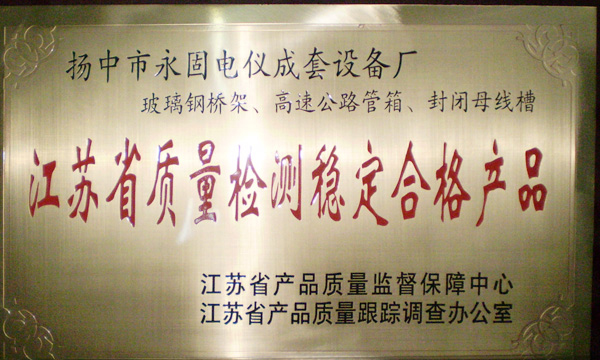 扬中市永固电仪成套设备厂
玻璃钢桥架、高速公路管箱、封闭母线槽
江苏省质量检测稳定合格产品
江苏省产品质量监督保障中心
江苏省产品质量跟踪调查办公室